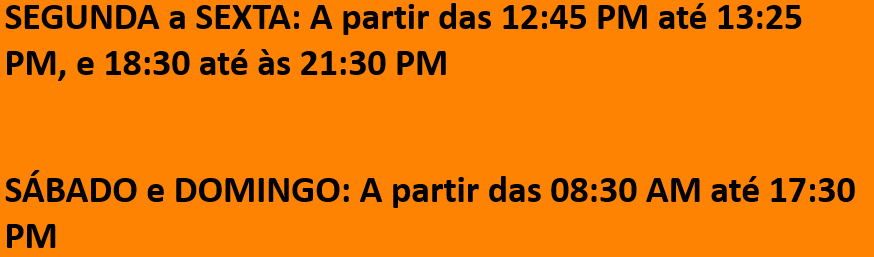 SEGUNDA a SEXTA: A partir das 12:45 PM até 13:25
PM, e 18:30 até às 21:30 PM
SÁBADO e DOMINGO: A partir das 08:30 AM até 17:30
PM